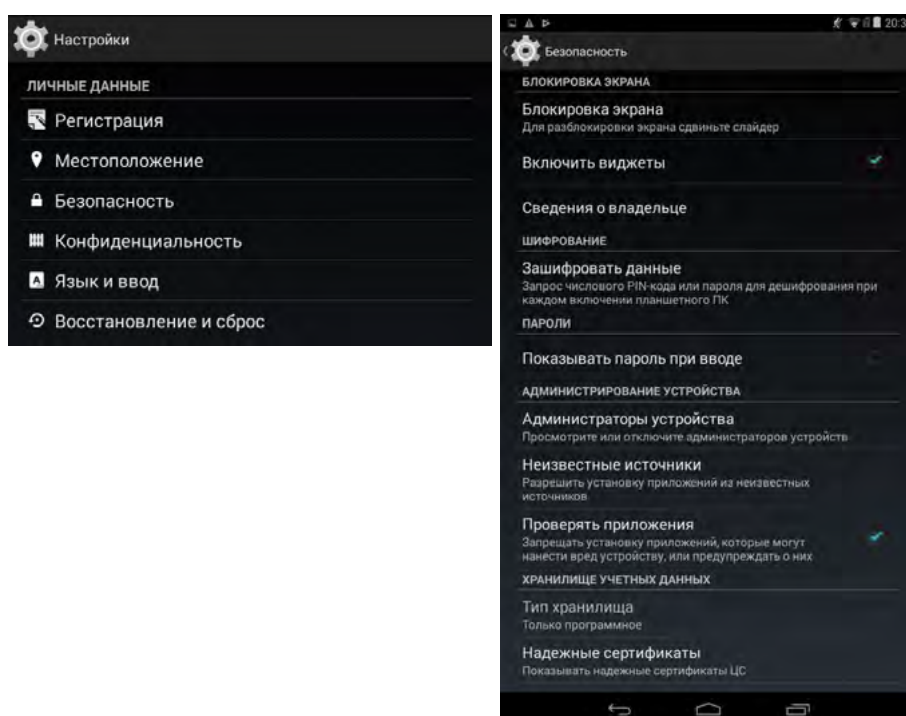 Настройки
ЛИЧНЫЕ ДАННЫЕ
Регистрация
Местоположение
Безопасность
Конфиденциальность
Язык и ввод
Восстановление и сброс
20:3
Безопасность
БЛОКИРОВКА ЭКРАНА
Блокировка экрана
Для разблокировки экрана сдвиньте слайдер
Включить виджеты
Сведения о владельце
ШИФРОВАНИЕ
Зашифровать данные
Запрос числового PIN-кода или пароля для дешифрования при
каждом включении планшетного ПК
ПАРОЛИ
Показывать пароль при вводе
АДМИНИСТРИРОВАНИЕ УСТРОЙСТВА
Администраторы устройства
Просмотрите или отключите администраторов устройств
Неизвестные источники
Разрешить установку приложений из неизвестных
источников
Проверять приложения
Запрещать установку приложений, которые могут
нанести вред устройству, или предупреждать о них
ХРАНИЛИЩЕ УЧЕТНЫХ ДАННЫХ
Тип хранилища
Только программное
Надежные сертификаты
Показывать надежные сертификаты ЦС